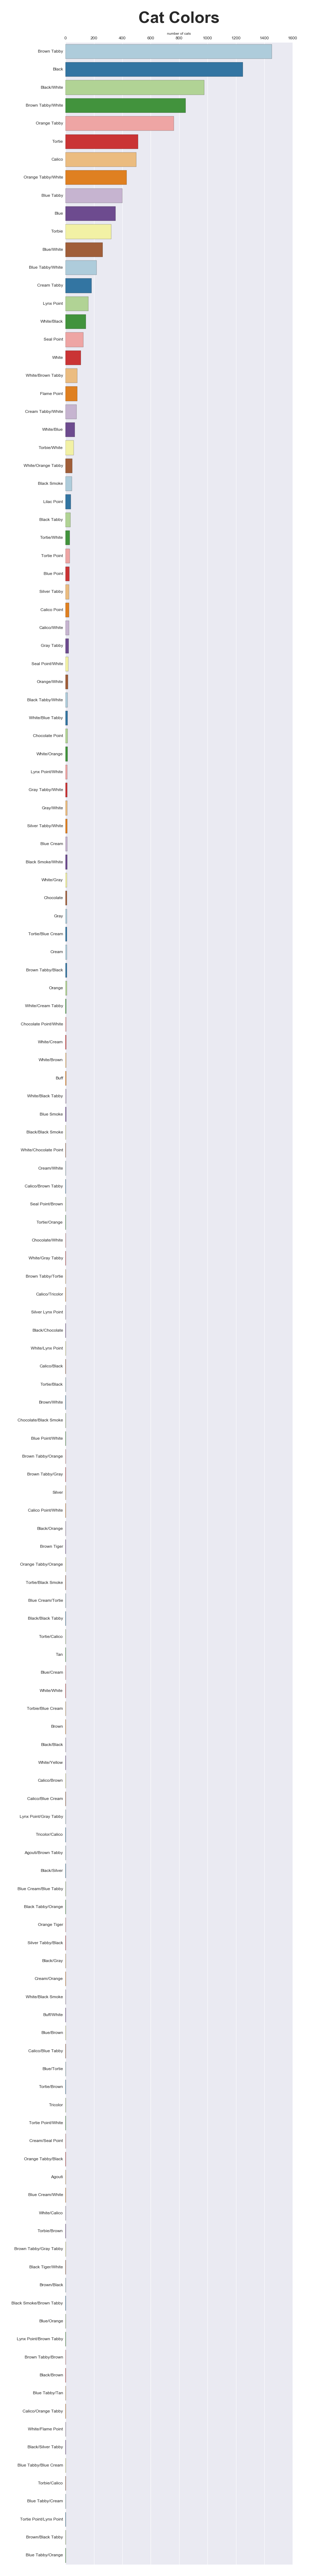 Cat Colors
number of cats
0 200 400 600 800 1000 1200 1400 1600
Brown Tabby
Black
Black/White
Brown Tabby/White
Orange Tabby
Tortie
Calico
Orange Tabby/White
Blue Tabby
Blue
Torbie
Blue/White
Blue Tabby/White
Cream Tabby
Lynx Point
White/Black
Seal Point
White
White/Brown Tabby
Flame Point
Cream Tabby/White
White/Blue
Torbie/White
White/Orange Tabby
Black Smoke
Lilac Point
Black Tabby
Tortie/White
Tortie Point
Blue Point
Silver Tabby
Calico Point
Calico/White
Gray Tabby
Seal Point/White
Orange/White
Black Tabby/White
White/Blue Tabby
Chocolate Point
White/Orange
Lynx Point/White
Gray Tabby/White
Gray/White
Silver Tabby/White
Blue Cream
Black Smoke/White
White/Gray
Chocolate
Gray
Tortie/Blue Cream
Cream
Brown Tabby/Black
Orange
White/Cream Tabby
Chocolate Point/White
White/Cream
White/Brown
Buff
White/Black Tabby
Blue Smoke
Black/Black Smoke
White/Chocolate Point
Cream/White
Calico/Brown Tabby
Seal Point/Brown
Tortie/Orange
Chocolate/White
White/Gray Tabby
Brown Tabby/Tortie
Calico/Tricolor
Silver Lynx Point
Black/Chocolate
White/Lynx Point
Calico/Black
Tortie/Black
Brown/White
Chocolate/Black Smoke
Blue Point/White
Brown Tabby/Orange
Brown Tabby/Gray
Silver
Calico Point/White
Black/Orange
Brown Tiger
Orange Tabby/Orange
Tortie/Black Smoke
Blue Cream/Tortie
Black/Black Tabby
Tortie/Calico
Tan
Blue/Cream
White/White
Torbie/Blue Cream
Brown
Black/Black
White/Yellow
Calico/Brown
Calico/Blue Cream
Lynx Point/Gray Tabby
Tricolor/Calico
Agouti/Brown Tabby
Black/Silver
Blue Cream/Blue Tabby
Black Tabby/Orange
Orange Tiger
Silver Tabby/Black
Black/Gray
Cream/Orange
White/Black Smoke
Buff/White
Blue/Brown
Calico/Blue Tabby
Blue/Tortie
Tortie/Brown
Tricolor
Tortie Point/White
Cream/Seal Point
Orange Tabby/Black
Agouti
Blue Cream/White
White/Calico
Torbie/Brown
Brown Tabby/Gray Tabby
Black Tiger/White
Brown/Black
Black Smoke/Brown Tabby
Blue/Orange
Lynx Point/Brown Tabby
Brown Tabby/Brown
Black/Brown
Blue Tabby/Tan
Calico/Orange Tabby
White/Flame Point
Black/Silver Tabby
Blue Tabby/Blue Cream
Torbie/Calico
Blue Tabby/Cream
Tortie Point/Lynx Point
Brown/Black Tabby
Blue Tabby/Orange